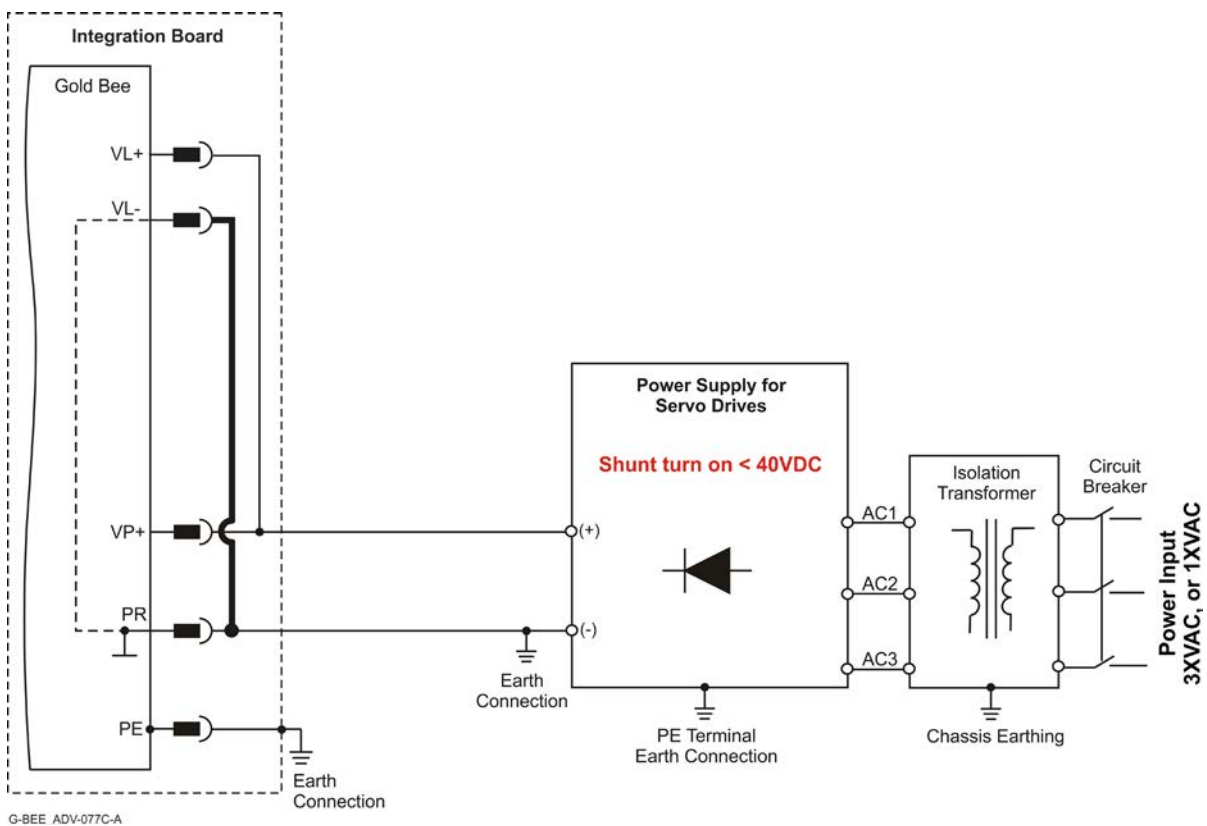 Integration Board
Gold Bee
VL+
VL-
VP+
PR
PE
Earth
Connection
Earth
Connection
Power Supply for
Servo Drives
Shunt turn on < 40VDC
(+)
(-)
PE Terminal
Earth Connection
AC1
AC2
AC3
Isolation
Transformer
Chassis Earthing
Circuit
Breaker
Power Input
3XVAC, or 1XVAC
G-BEE_ADV-077C-A